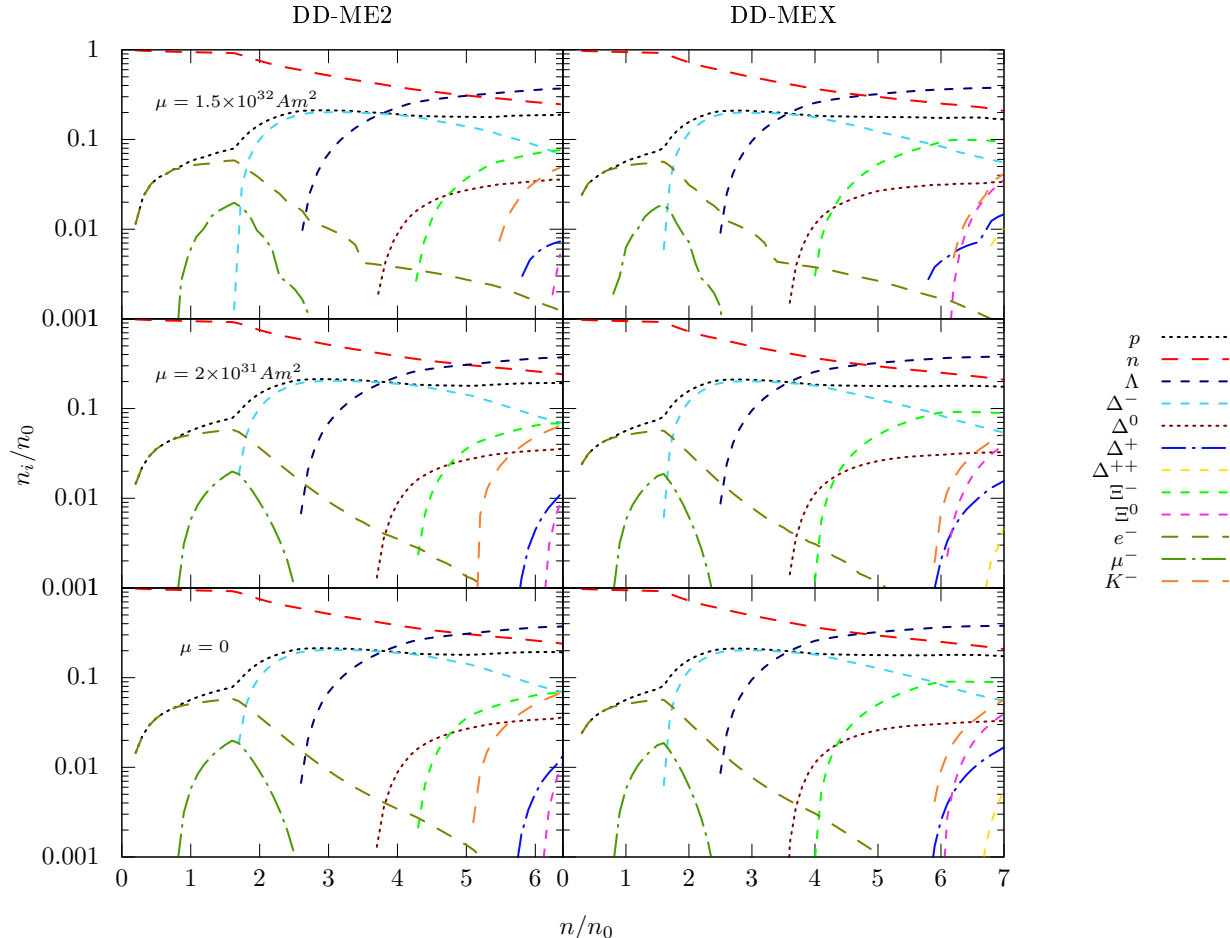 DD-ME2 DD-MEX
1
μ = 1.5×10^32 Am^2
0.1
0.01
0.001
μ = 2×10^31 Am^2
0.1
n_i/n_0
0.01
0.001
μ = 0
0.1
0.01
0.001
0 1 2 3 4 5 6 0 1 2 3 4 5 6 7
n/n_0
p
n
Λ
Δ^−
Δ^0
Δ^+
Δ^++
Ξ^−
Ξ^0
e^−
μ^−
K^−